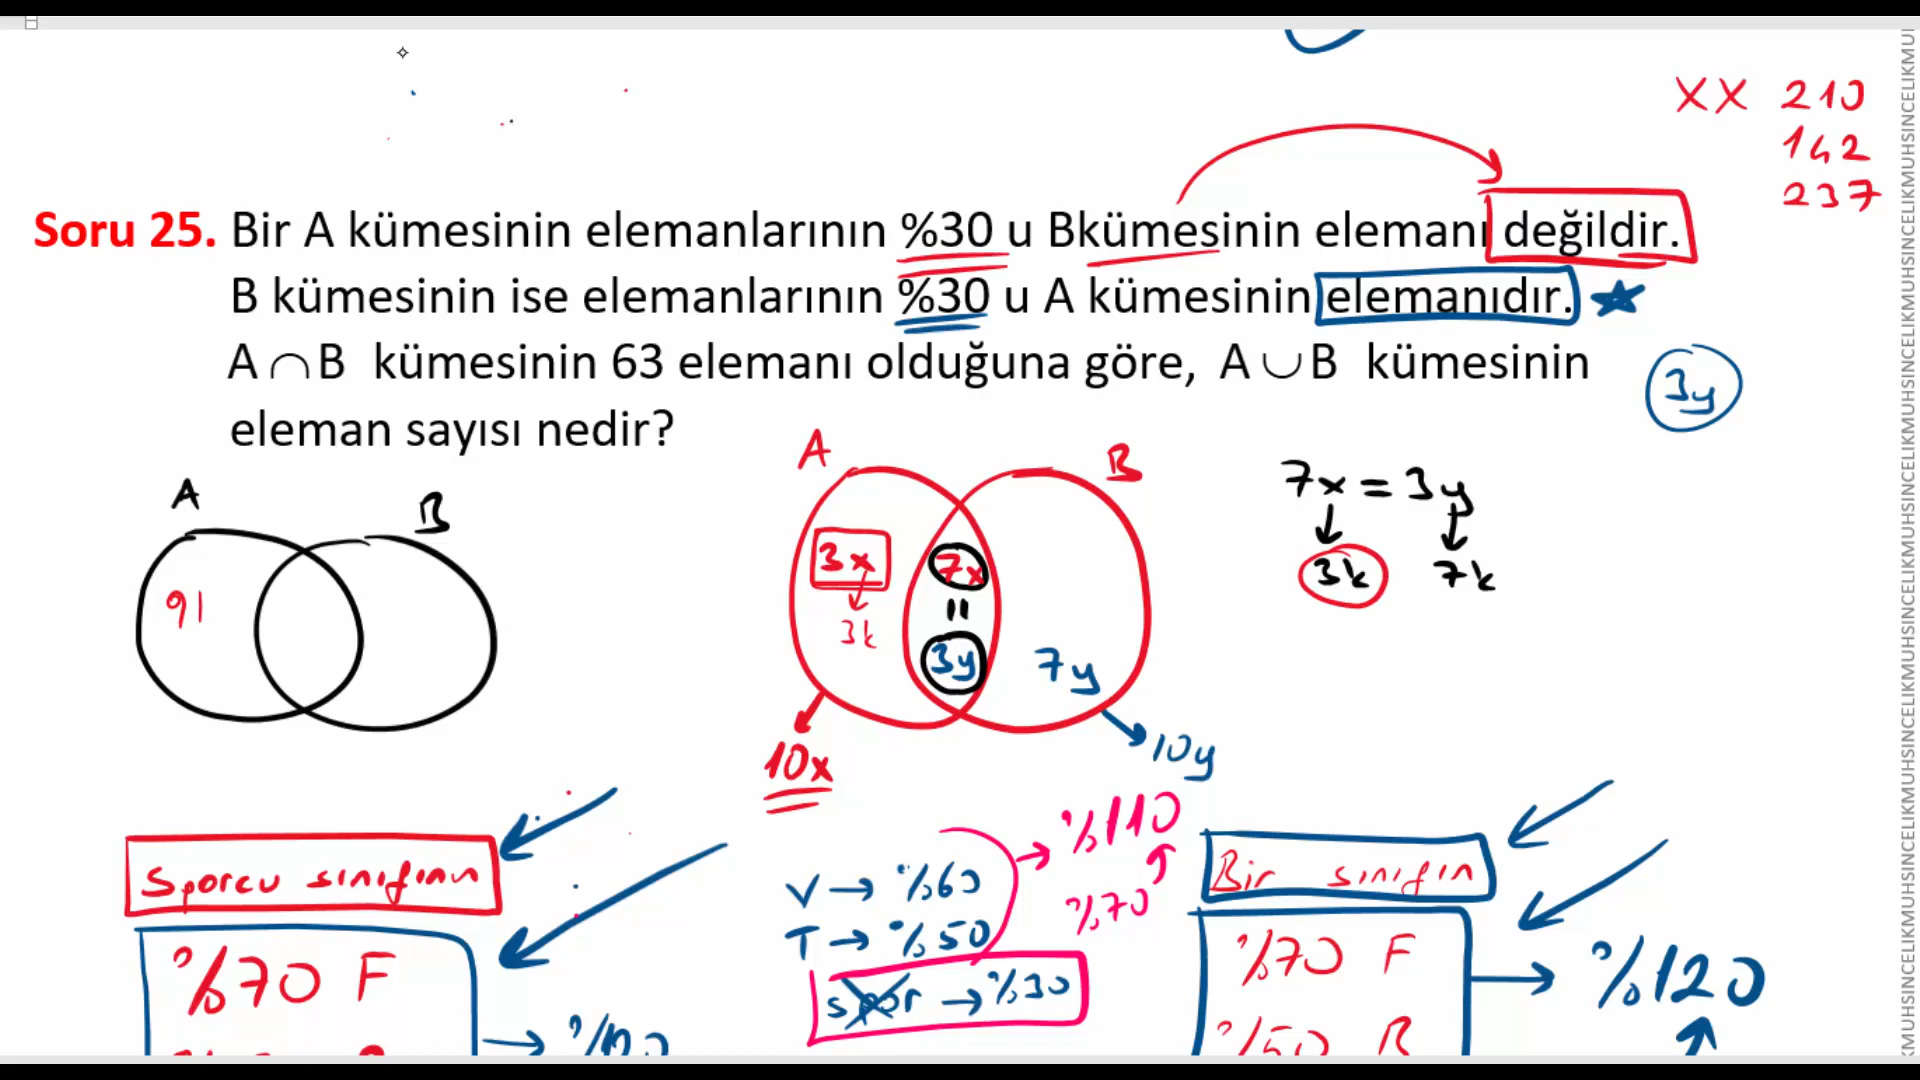 XX 210
142
237
Soru 25. Bir A kümesinin elemanlarının %30 u Bkümesinin elemanı değildir.
B kümesinin ise elemanlarının %30 u A kümesinin elemanıdır.
A∩B kümesinin 63 elemanı olduğuna göre, A∪B kümesinin
eleman sayısı nedir?
3y
A B
91
A B
3x 7x
3k =
3y 7y
10x 10y
7x = 3y
3k 7k
Sporcu sınıfının
%70 F
V → %60
T → %50
spor → %30
→ %110
%70
Bir sınıfın
%70 F → %120
%50 B
MUHSINCELIKMUHSINCELIKMUHSINCELIKMUHSINCELIKMUHSINCELIKMUHSINCELIKMUHSINCELIKMU